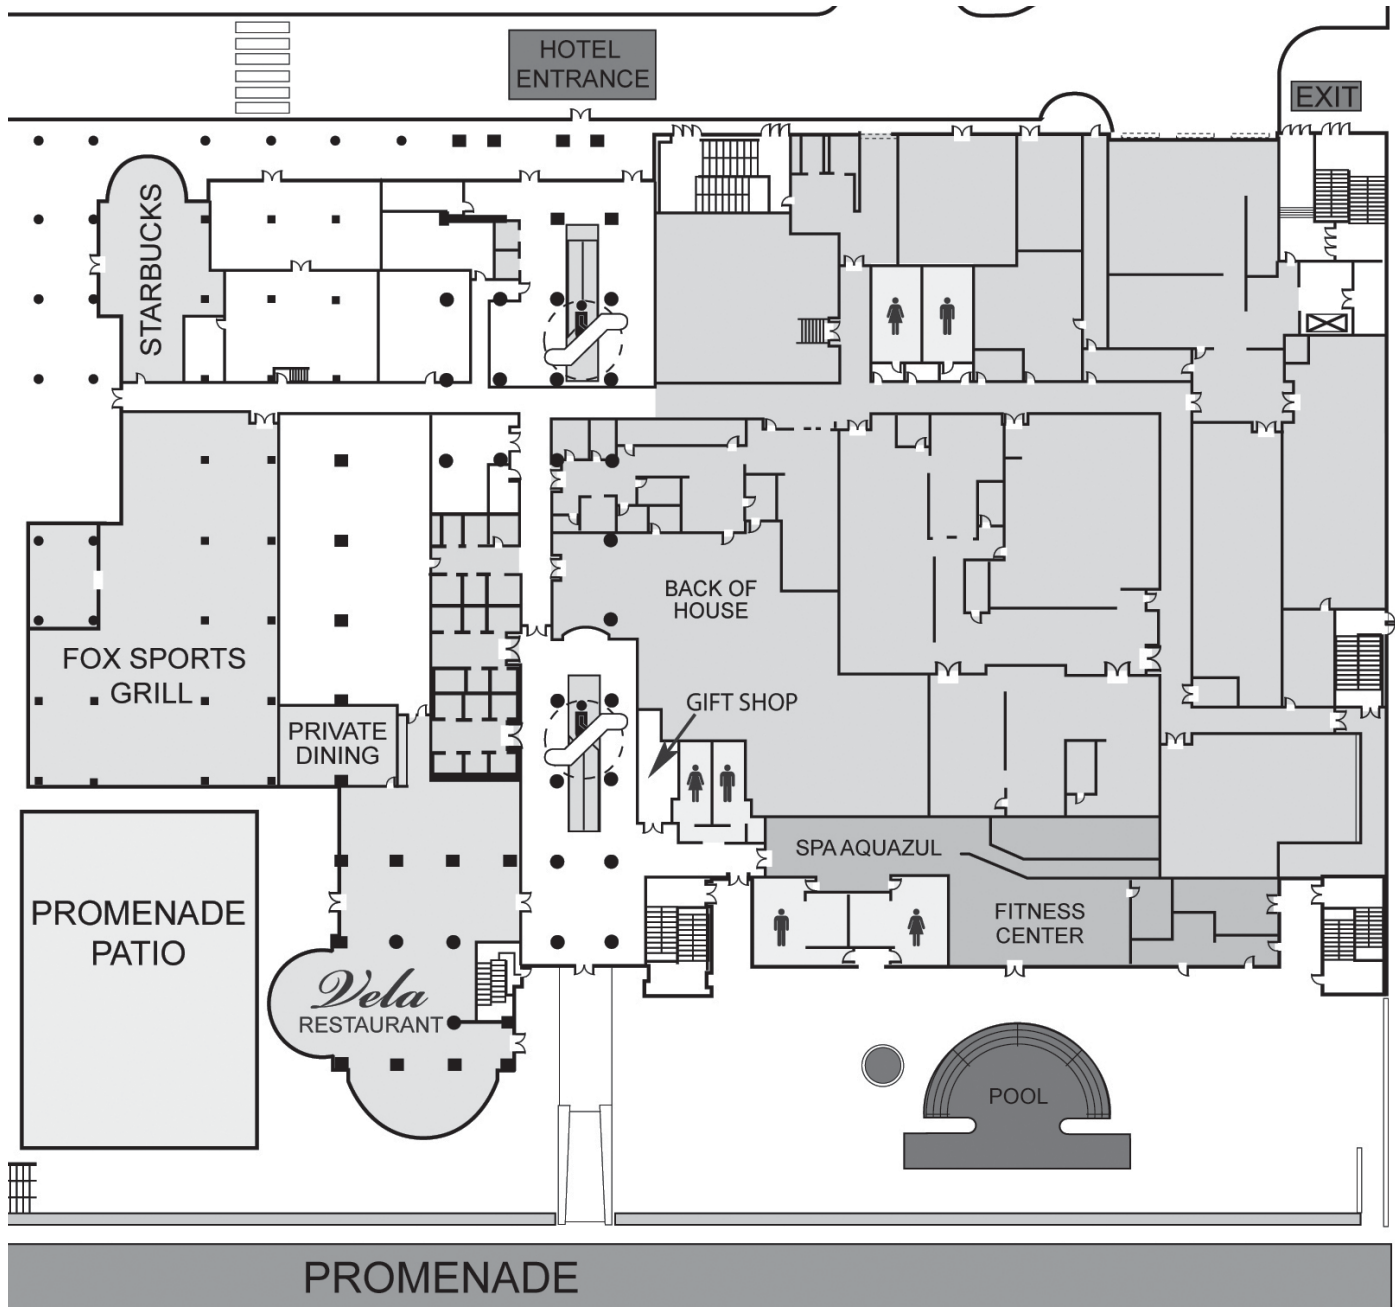 HOTEL
ENTRANCE
EXIT
STARBUCKS
BACK OF
HOUSE
FOX SPORTS
GRILL
GIFT SHOP
PRIVATE
DINING
SPA AQUAZUL
PROMENADE
PATIO
FITNESS
CENTER
Vela
RESTAURANT
POOL
PROMENADE